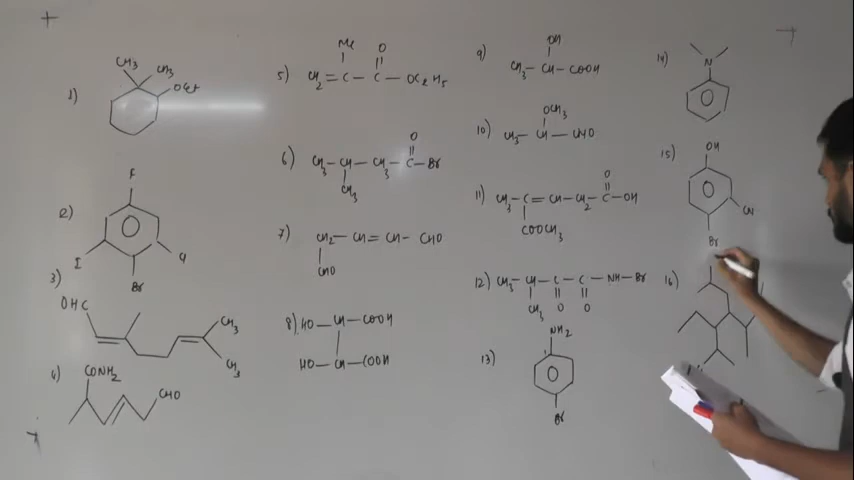 1)
CH3
CH3
OEt
2)
F
I
Cl
Br
3)
OHC
CH3
CH3
4)
CONH2
CHO
5)
Me
O
CH2 = C — C — OC2H5
6)
O
CH3 — CH — CH3 — C — Br
CH3
7)
CH2 — CH = CH — CHO
CHO
8)
HO — CH — COOH
HO — CH — COOH
9)
OH
CH3 — CH — COOH
10)
OCH3
CH3 — CH — CHO
11)
O
CH3 — C = CH — CH2 — C — OH
COOCH3
12)
CH3 — CH — C — C — NH — Br
CH3 O O
13)
NH2
Br
14)
N
15)
OH
CN
Br
16)